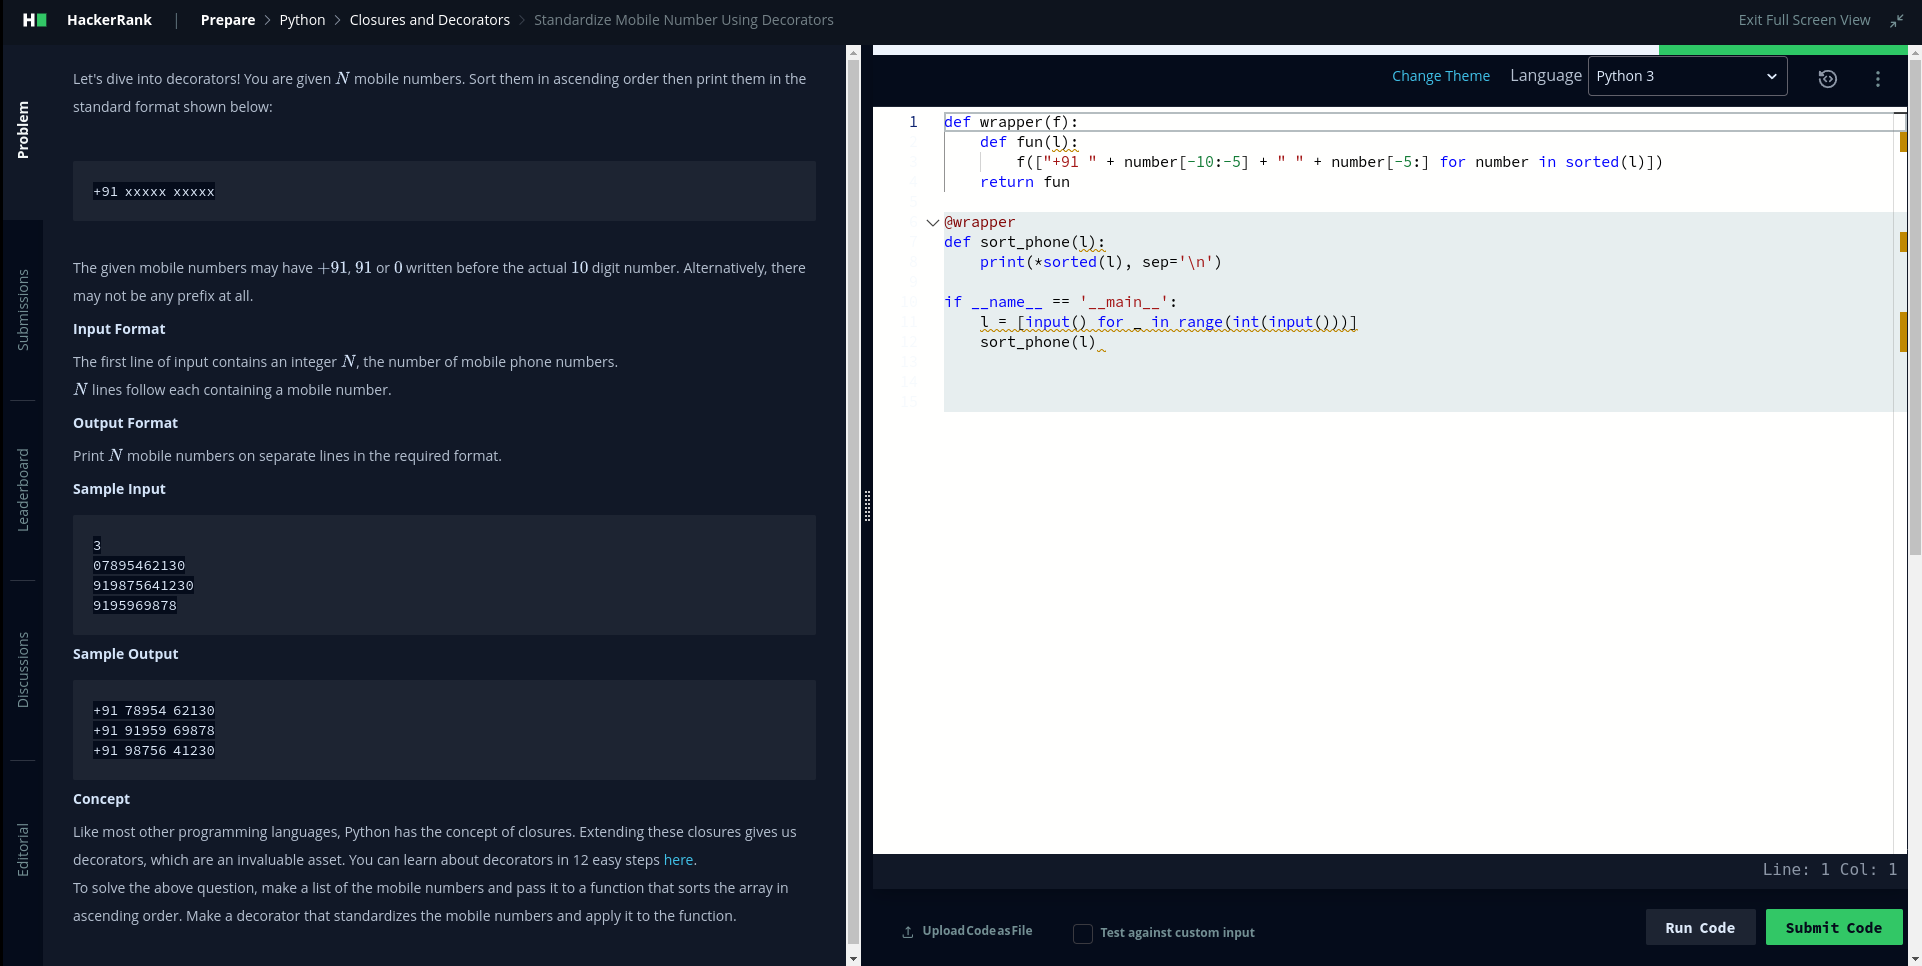 HackerRank | Prepare > Python > Closures and Decorators > Standardize Mobile Number Using Decorators
Exit Full Screen View
Problem
Submissions
Leaderboard
Discussions
Editorial
Let's dive into decorators! You are given N mobile numbers. Sort them in ascending order then print them in the
standard format shown below:
+91 xxxxx xxxxx
The given mobile numbers may have +91, 91 or 0 written before the actual 10 digit number. Alternatively, there
may not be any prefix at all.
Input Format
The first line of input contains an integer N, the number of mobile phone numbers.
N lines follow each containing a mobile number.
Output Format
Print N mobile numbers on separate lines in the required format.
Sample Input
3
07895462130
919875641230
9195969878
Sample Output
+91 78954 62130
+91 91959 69878
+91 98756 41230
Concept
Like most other programming languages, Python has the concept of closures. Extending these closures gives us
decorators, which are an invaluable asset. You can learn about decorators in 12 easy steps here.
To solve the above question, make a list of the mobile numbers and pass it to a function that sorts the array in
ascending order. Make a decorator that standardizes the mobile numbers and apply it to the function.
Change Theme Language Python 3
1 def wrapper(f):
2     def fun(l):
3         f(["+91 " + number[-10:-5] + " " + number[-5:] for number in sorted(l)])
4     return fun
5
6 @wrapper
7 def sort_phone(l):
8     print(*sorted(l), sep='\n')
9
10 if __name__ == '__main__':
11     l = [input() for _ in range(int(input()))]
12     sort_phone(l)
13
14
15
Line: 1 Col: 1
Upload Code as File
Test against custom input
Run Code
Submit Code